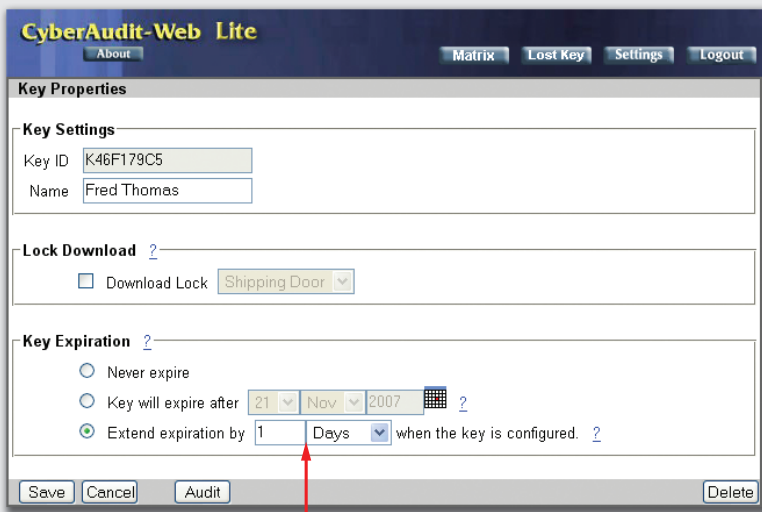 CyberAudit-Web Lite
About
Matrix Lost Key Settings Logout
Key Properties
Key Settings
Key ID K46F179C5
Name Fred Thomas
Lock Download ?
Download Lock Shipping Door
Key Expiration ?
Never expire
Key will expire after 21 Nov 2007 ?
Extend expiration by 1 Days when the key is configured. ?
Save Cancel Audit Delete